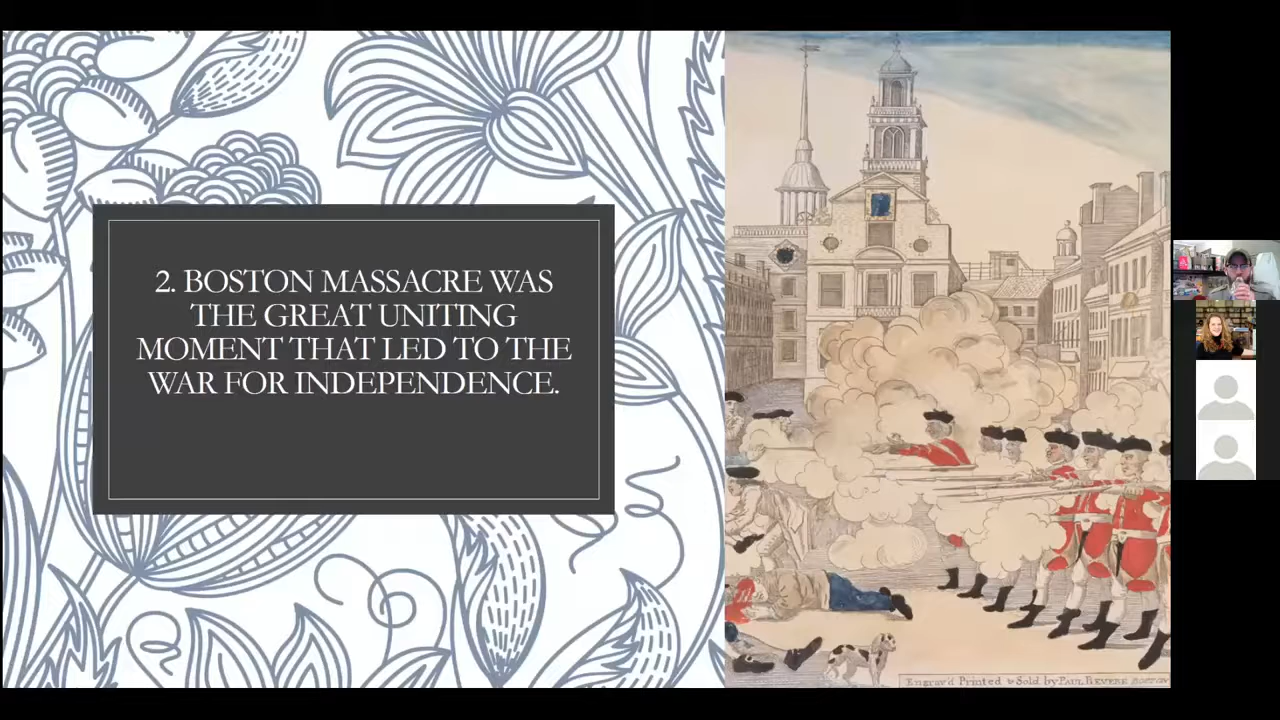 2. BOSTON MASSACRE WAS
THE GREAT UNITING
MOMENT THAT LED TO THE
WAR FOR INDEPENDENCE.
Engrav'd Printed & Sold by PAUL REVERE BOSTON